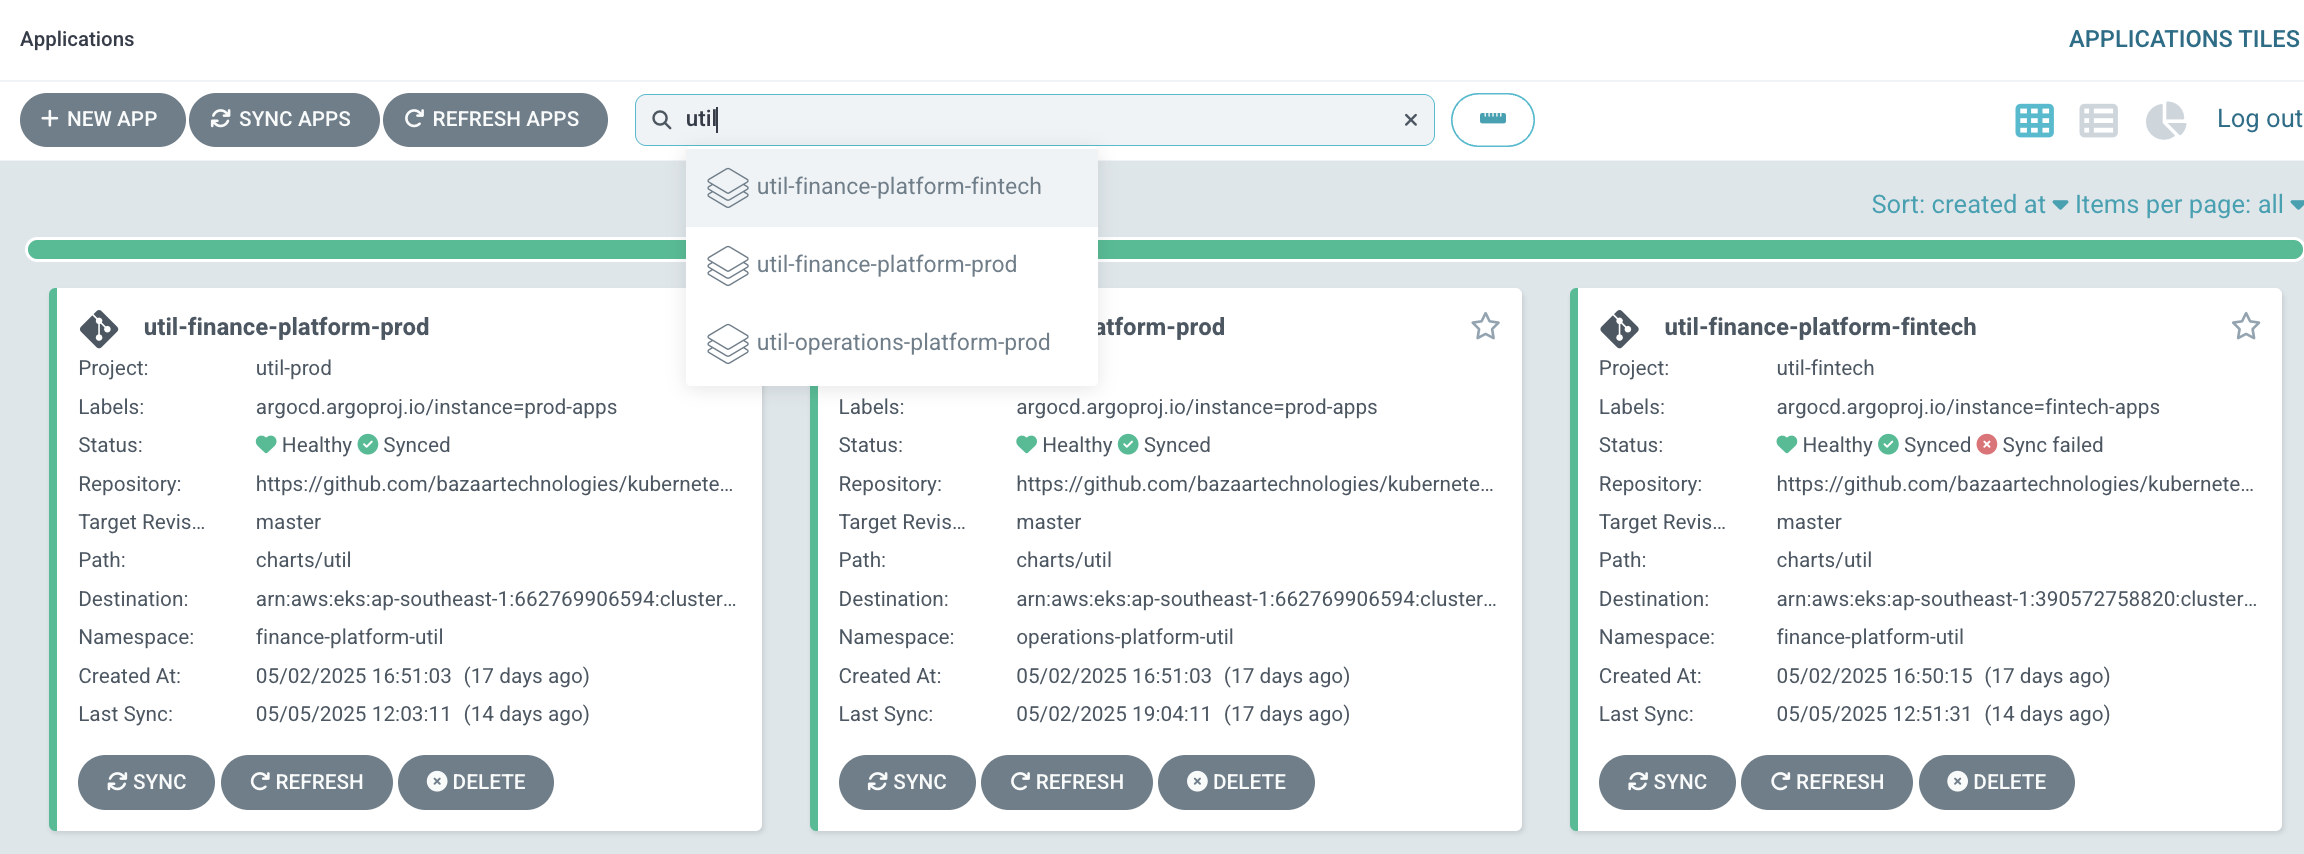 Applications
APPLICATIONS TILES
NEW APP
SYNC APPS
REFRESH APPS
util
Log out
util-finance-platform-fintech
util-finance-platform-prod
util-operations-platform-prod
Sort: created at
Items per page: all
util-finance-platform-prod
Project: util-prod
Labels: argocd.argoproj.io/instance=prod-apps
Status: Healthy Synced
Repository: https://github.com/bazaartechnologies/kubernete...
Target Revis... master
Path: charts/util
Destination: arn:aws:eks:ap-southeast-1:662769906594:cluster...
Namespace: finance-platform-util
Created At: 05/02/2025 16:51:03 (17 days ago)
Last Sync: 05/05/2025 12:03:11 (14 days ago)
SYNC
REFRESH
DELETE
atform-prod
Labels: argocd.argoproj.io/instance=prod-apps
Status: Healthy Synced
Repository: https://github.com/bazaartechnologies/kubernete...
Target Revis... master
Path: charts/util
Destination: arn:aws:eks:ap-southeast-1:662769906594:cluster...
Namespace: operations-platform-util
Created At: 05/02/2025 16:51:03 (17 days ago)
Last Sync: 05/02/2025 19:04:11 (17 days ago)
SYNC
REFRESH
DELETE
util-finance-platform-fintech
Project: util-fintech
Labels: argocd.argoproj.io/instance=fintech-apps
Status: Healthy Synced Sync failed
Repository: https://github.com/bazaartechnologies/kubernete...
Target Revis... master
Path: charts/util
Destination: arn:aws:eks:ap-southeast-1:390572758820:cluster...
Namespace: finance-platform-util
Created At: 05/02/2025 16:50:15 (17 days ago)
Last Sync: 05/05/2025 12:51:31 (14 days ago)
SYNC
REFRESH
DELETE